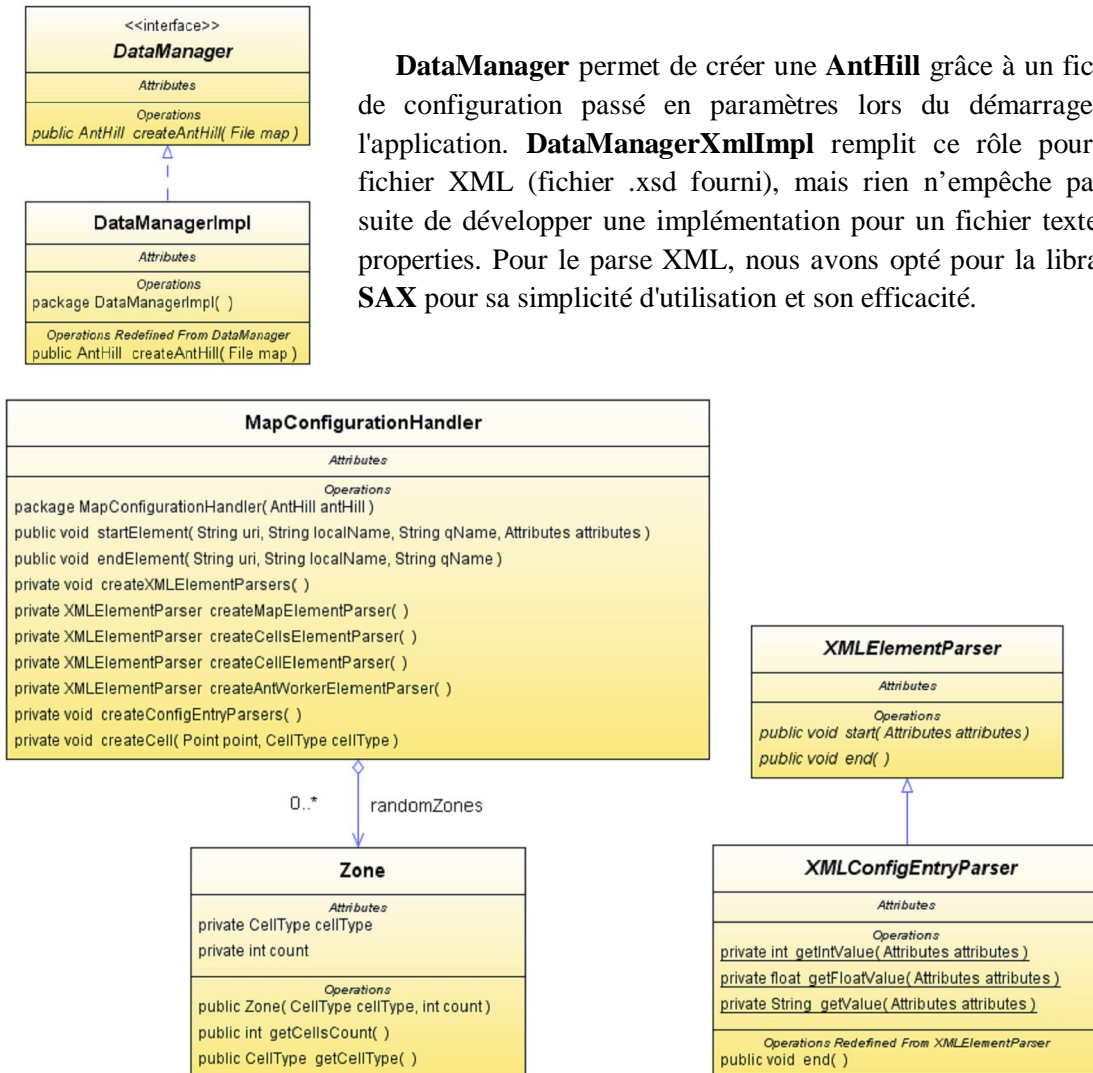 <<interface>>
DataManager
Attributes
Operations
public AntHill createAntHill( File map )
DataManagerImpl
Attributes
Operations
package DataManagerImpl( )
Operations Redefined From DataManager
public AntHill createAntHill( File map )
DataManager permet de créer une AntHill grâce à un fic
de configuration passé en paramètres lors du démarrage
l'application. DataManagerXmlImpl remplit ce rôle pour
fichier XML (fichier .xsd fourni), mais rien n’empêche pa
suite de développer une implémentation pour un fichier texte
properties. Pour le parse XML, nous avons opté pour la libra
SAX pour sa simplicité d'utilisation et son efficacité.
MapConfigurationHandler
Attributes
Operations
package MapConfigurationHandler( AntHill antHill )
public void startElement( String uri, String localName, String qName, Attributes attributes )
public void endElement( String uri, String localName, String qName )
private void createXMLElementParsers( )
private XMLElementParser createMapElementParser( )
private XMLElementParser createCellsElementParser( )
private XMLElementParser createCellElementParser( )
private XMLElementParser createAntWorkerElementParser( )
private void createConfigEntryParsers( )
private void createCell( Point point, CellType cellType )
0..* randomZones
Zone
Attributes
private CellType cellType
private int count
Operations
public Zone( CellType cellType, int count )
public int getCellsCount( )
public CellType getCellType( )
XMLElementParser
Attributes
Operations
public void start( Attributes attributes )
public void end( )
XMLConfigEntryParser
Attributes
Operations
private int getIntValue( Attributes attributes )
private float getFloatValue( Attributes attributes )
private String getValue( Attributes attributes )
Operations Redefined From XMLElementParser
public void end( )